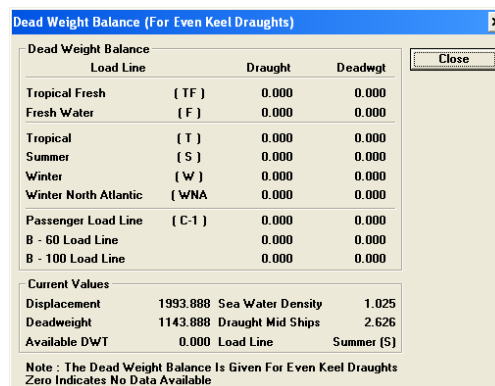 Dead Weight Balance (For Even Keel Draughts)
Dead Weight Balance
Close
Load Line Draught Deadwgt
Tropical Fresh ( TF ) 0.000 0.000
Fresh Water ( F ) 0.000 0.000
Tropical ( T ) 0.000 0.000
Summer ( S ) 0.000 0.000
Winter ( W ) 0.000 0.000
Winter North Atlantic ( WNA 0.000 0.000
Passenger Load Line ( C-1 ) 0.000 0.000
B - 60 Load Line 0.000 0.000
B - 100 Load Line 0.000 0.000
Current Values
Displacement 1993.888 Sea Water Density 1.025
Deadweight 1143.888 Draught Mid Ships 2.626
Available DWT 0.000 Load Line Summer (S)
Note : The Dead Weight Balance Is Given For Even Keel Draughts
Zero Indicates No Data Available